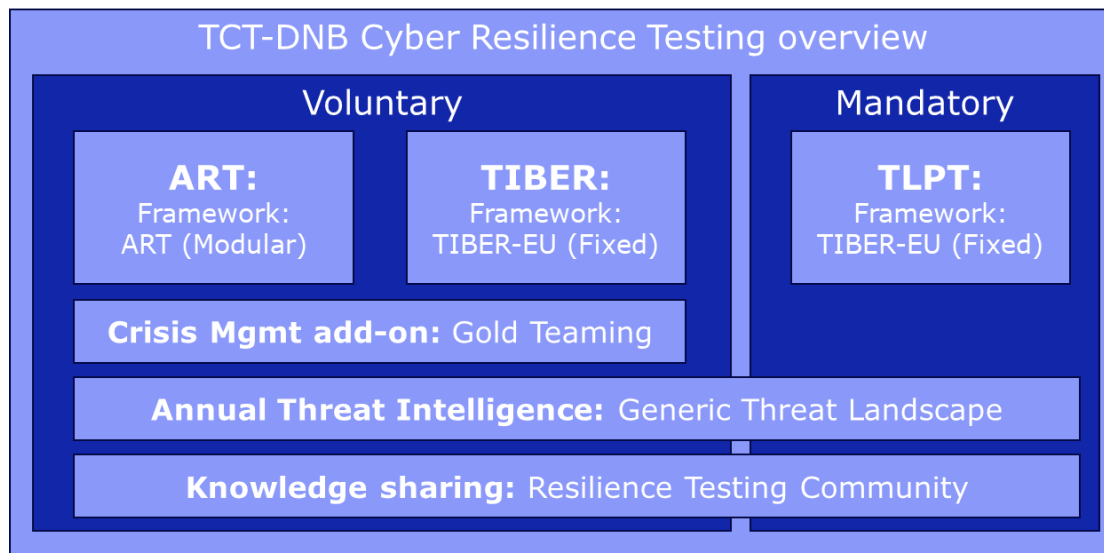 TCT-DNB Cyber Resilience Testing overview
Voluntary
Mandatory
ART:
Framework:
ART (Modular)
TIBER:
Framework:
TIBER-EU (Fixed)
TLPT:
Framework:
TIBER-EU (Fixed)
Crisis Mgmt add-on: Gold Teaming
Annual Threat Intelligence: Generic Threat Landscape
Knowledge sharing: Resilience Testing Community